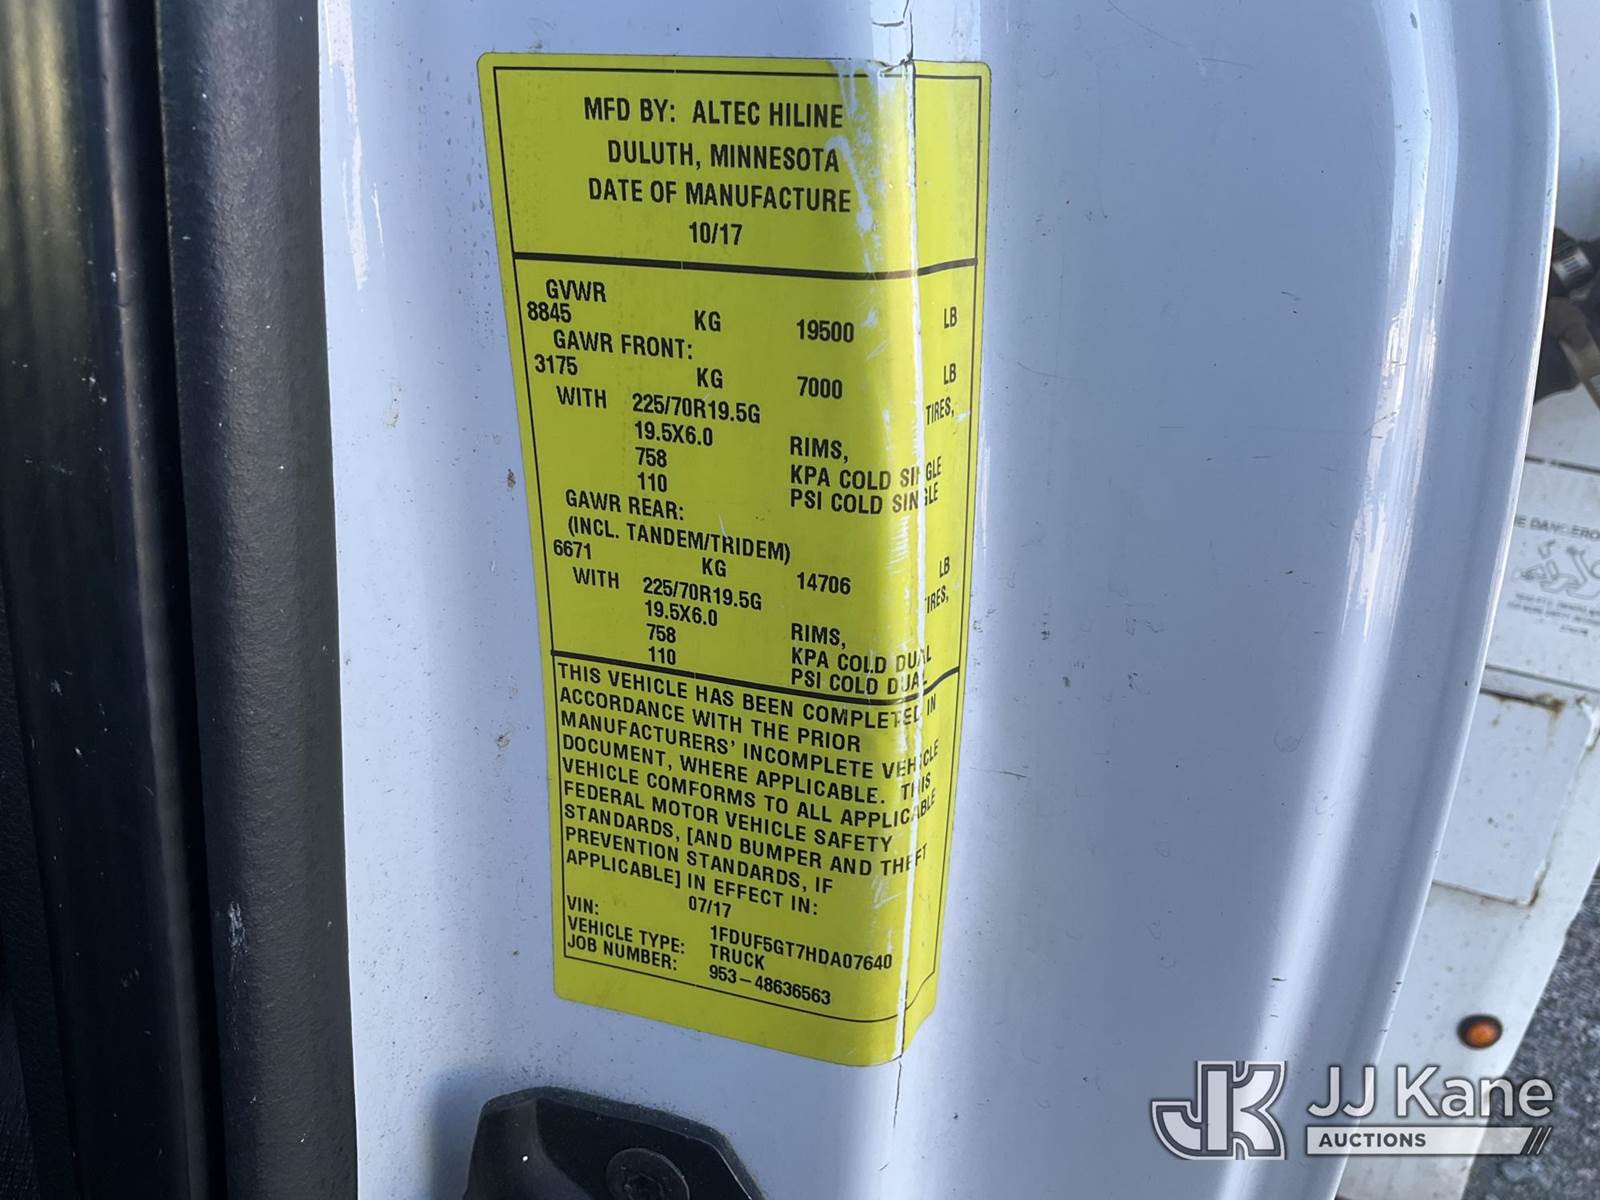 MFD BY: ALTEC HILINE
DULUTH, MINNESOTA
DATE OF MANUFACTURE
10/17
GVWR
8845 KG 19500 LB
GAWR FRONT:
3175 KG 7000 LB
WITH 225/70R19.5G TIRES,
19.5X6.0 RIMS,
758 KPA COLD SINGLE
110 PSI COLD SINGLE
GAWR REAR:
(INCL. TANDEM/TRIDEM)
6671 KG 14706 LB
WITH 225/70R19.5G TIRES,
19.5X6.0 RIMS,
758 KPA COLD DUAL
110 PSI COLD DUAL
THIS VEHICLE HAS BEEN COMPLETED IN
ACCORDANCE WITH THE PRIOR
MANUFACTURERS' INCOMPLETE VEHICLE
DOCUMENT, WHERE APPLICABLE. THIS
VEHICLE COMFORMS TO ALL APPLICABLE
FEDERAL MOTOR VEHICLE SAFETY
STANDARDS, [AND BUMPER AND THEFT
PREVENTION STANDARDS, IF
APPLICABLE] IN EFFECT IN:
07/17
VIN: 1FDUF5GT7HDA07640
VEHICLE TYPE: TRUCK
JOB NUMBER: 953-48636563
JK JJ Kane
AUCTIONS